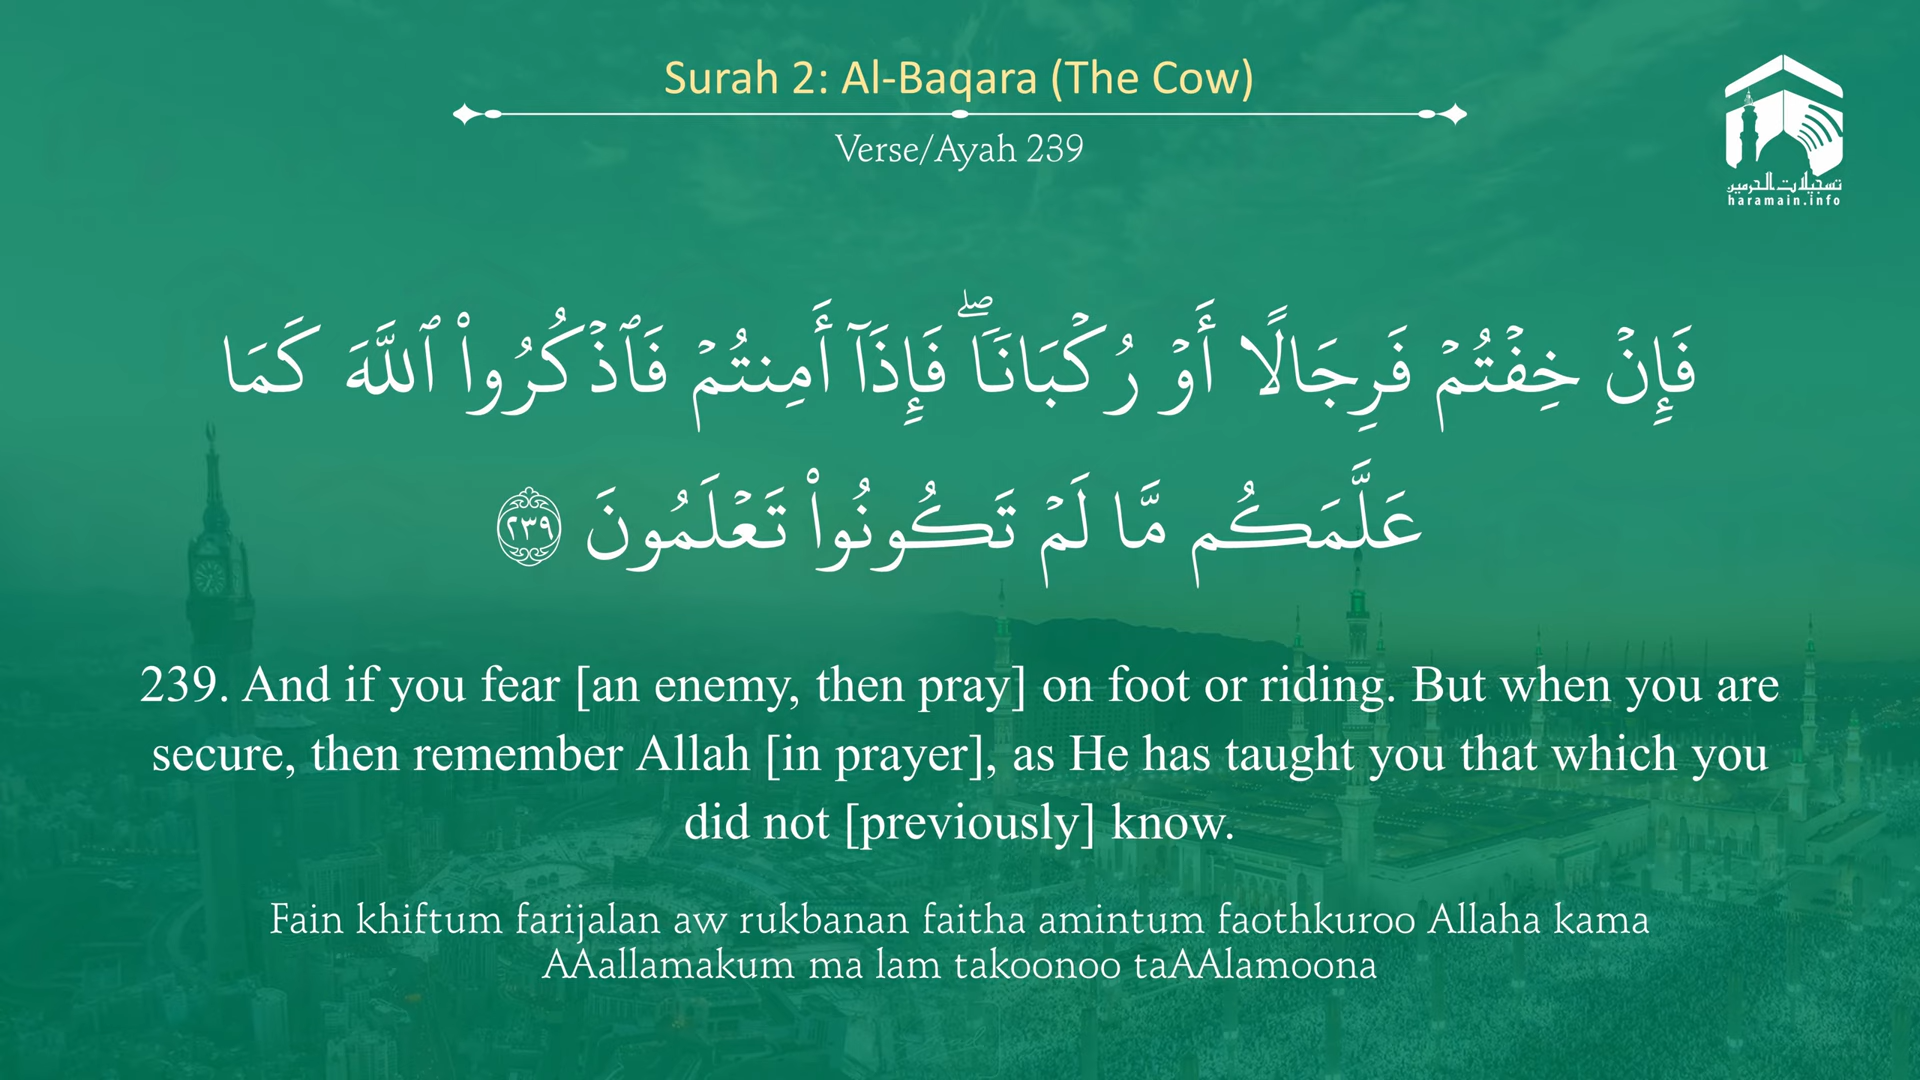 Surah 2: Al-Baqara (The Cow)
Verse/Ayah 239
تسجيلات الحرمين
haramain.info
فَإِنۡ خِفۡتُمۡ فَرِجَالًا أَوۡ رُكۡبَانٗاۖ فَإِذَآ أَمِنتُمۡ فَٱذۡكُرُواْ ٱللَّهَ كَمَا
عَلَّمَكُم مَّا لَمۡ تَكُونُواْ تَعۡلَمُونَ ٢٣٩
239. And if you fear [an enemy, then pray] on foot or riding. But when you are
secure, then remember Allah [in prayer], as He has taught you that which you
did not [previously] know.
Fain khiftum farijalan aw rukbanan faitha amintum faothkuroo Allaha kama
AAallamakum ma lam takoonoo taAAlamoona